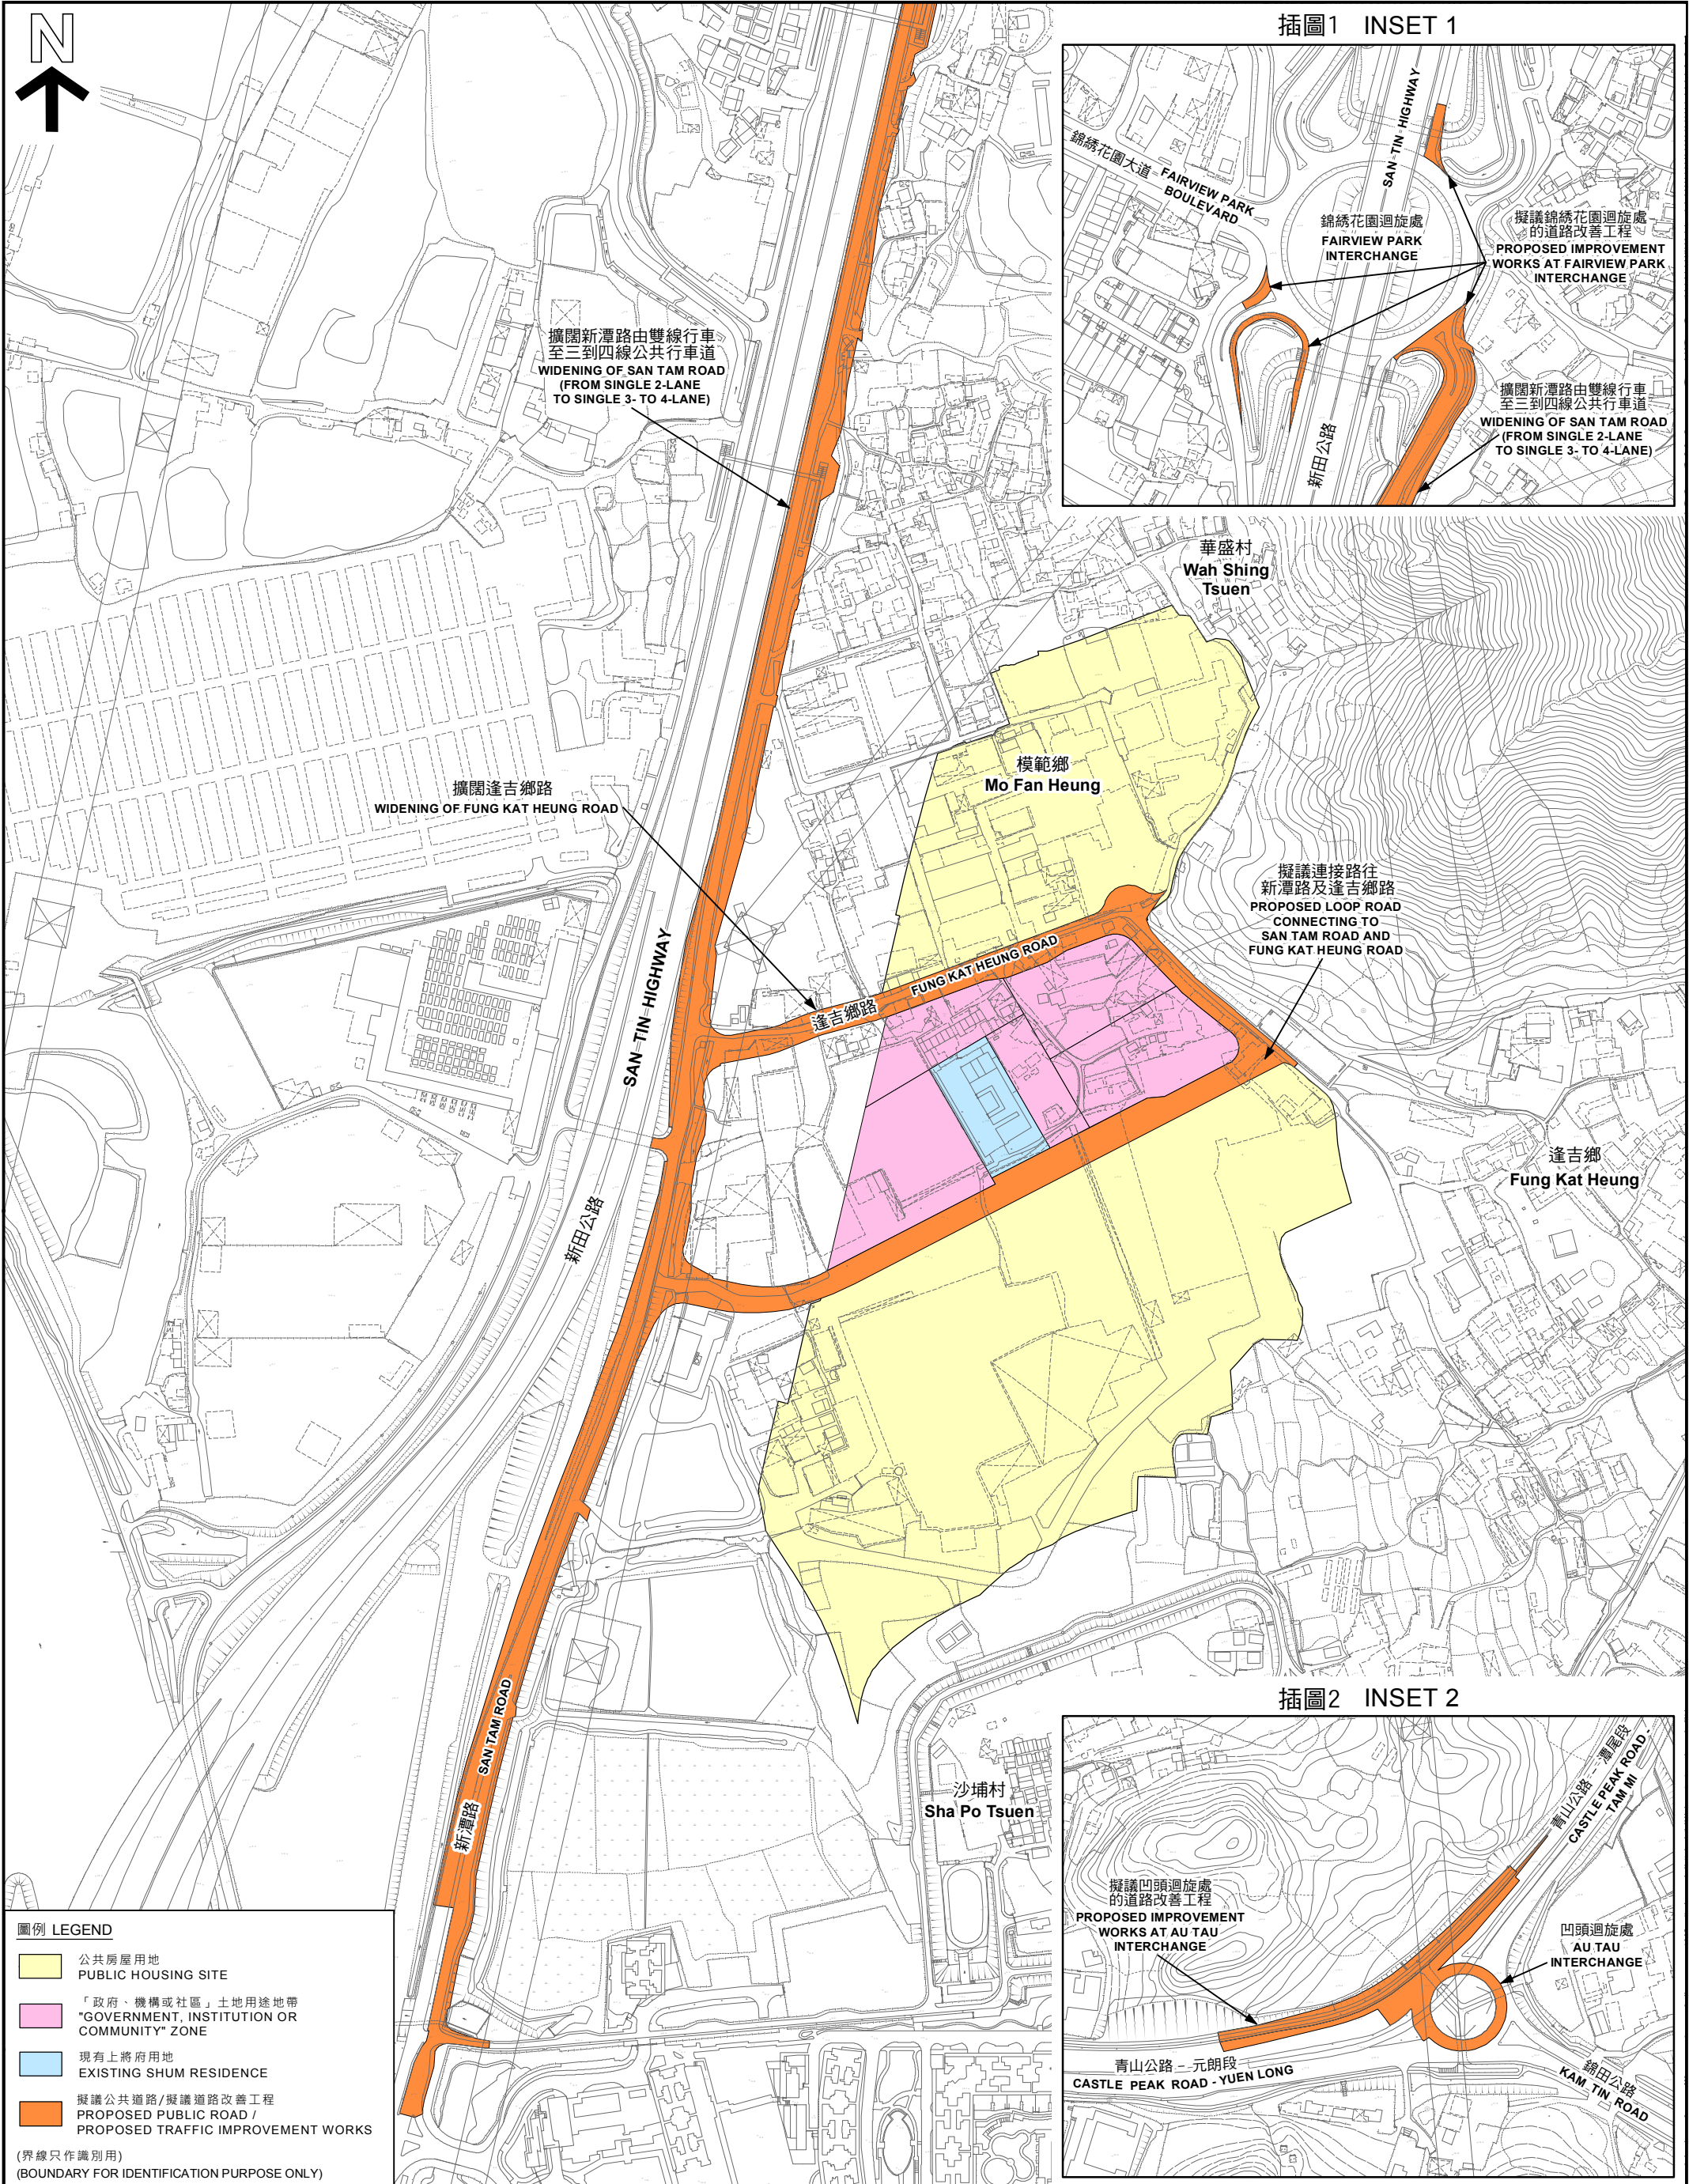 N
插圖1 INSET 1
錦綉花園大道
FAIRVIEW PARK
BOULEVARD
SAN TIN HIGHWAY
錦綉花園迴旋處
FAIRVIEW PARK
INTERCHANGE
擬議錦綉花園迴旋處
的道路改善工程
PROPOSED IMPROVEMENT
WORKS AT FAIRVIEW PARK
INTERCHANGE
擴闊新潭路由雙線行車
至三到四線公共行車道
WIDENING OF SAN TAM ROAD
(FROM SINGLE 2-LANE
TO SINGLE 3- TO 4-LANE)
新田公路
擴闊新潭路由雙線行車
至三到四線公共行車道
WIDENING OF SAN TAM ROAD
(FROM SINGLE 2-LANE
TO SINGLE 3- TO 4-LANE)
華盛村
Wah Shing
Tsuen
模範鄉
Mo Fan Heung
擴闊逢吉鄉路
WIDENING OF FUNG KAT HEUNG ROAD
擬議連接路往
新潭路及逢吉鄉路
PROPOSED LOOP ROAD
CONNECTING TO
SAN TAM ROAD AND
FUNG KAT HEUNG ROAD
FUNG KAT HEUNG ROAD
逢吉鄉路
SAN TIN HIGHWAY
新田公路
逢吉鄉
Fung Kat Heung
SAN TAM ROAD
新潭路
沙埔村
Sha Po Tsuen
插圖2 INSET 2
青山公路 - 潭尾段
CASTLE PEAK ROAD -
TAM MI
擬議凹頭迴旋處
的道路改善工程
PROPOSED IMPROVEMENT
WORKS AT AU TAU
INTERCHANGE
凹頭迴旋處
AU TAU
INTERCHANGE
青山公路 - 元朗段
CASTLE PEAK ROAD - YUEN LONG
錦田公路
KAM TIN ROAD
圖例 LEGEND
公共房屋用地
PUBLIC HOUSING SITE
「政府、機構或社區」土地用途地帶
"GOVERNMENT, INSTITUTION OR
COMMUNITY" ZONE
現有上將府用地
EXISTING SHUM RESIDENCE
擬議公共道路/擬議道路改善工程
PROPOSED PUBLIC ROAD /
PROPOSED TRAFFIC IMPROVEMENT WORKS
(界線只作識別用)
(BOUNDARY FOR IDENTIFICATION PURPOSE ONLY)